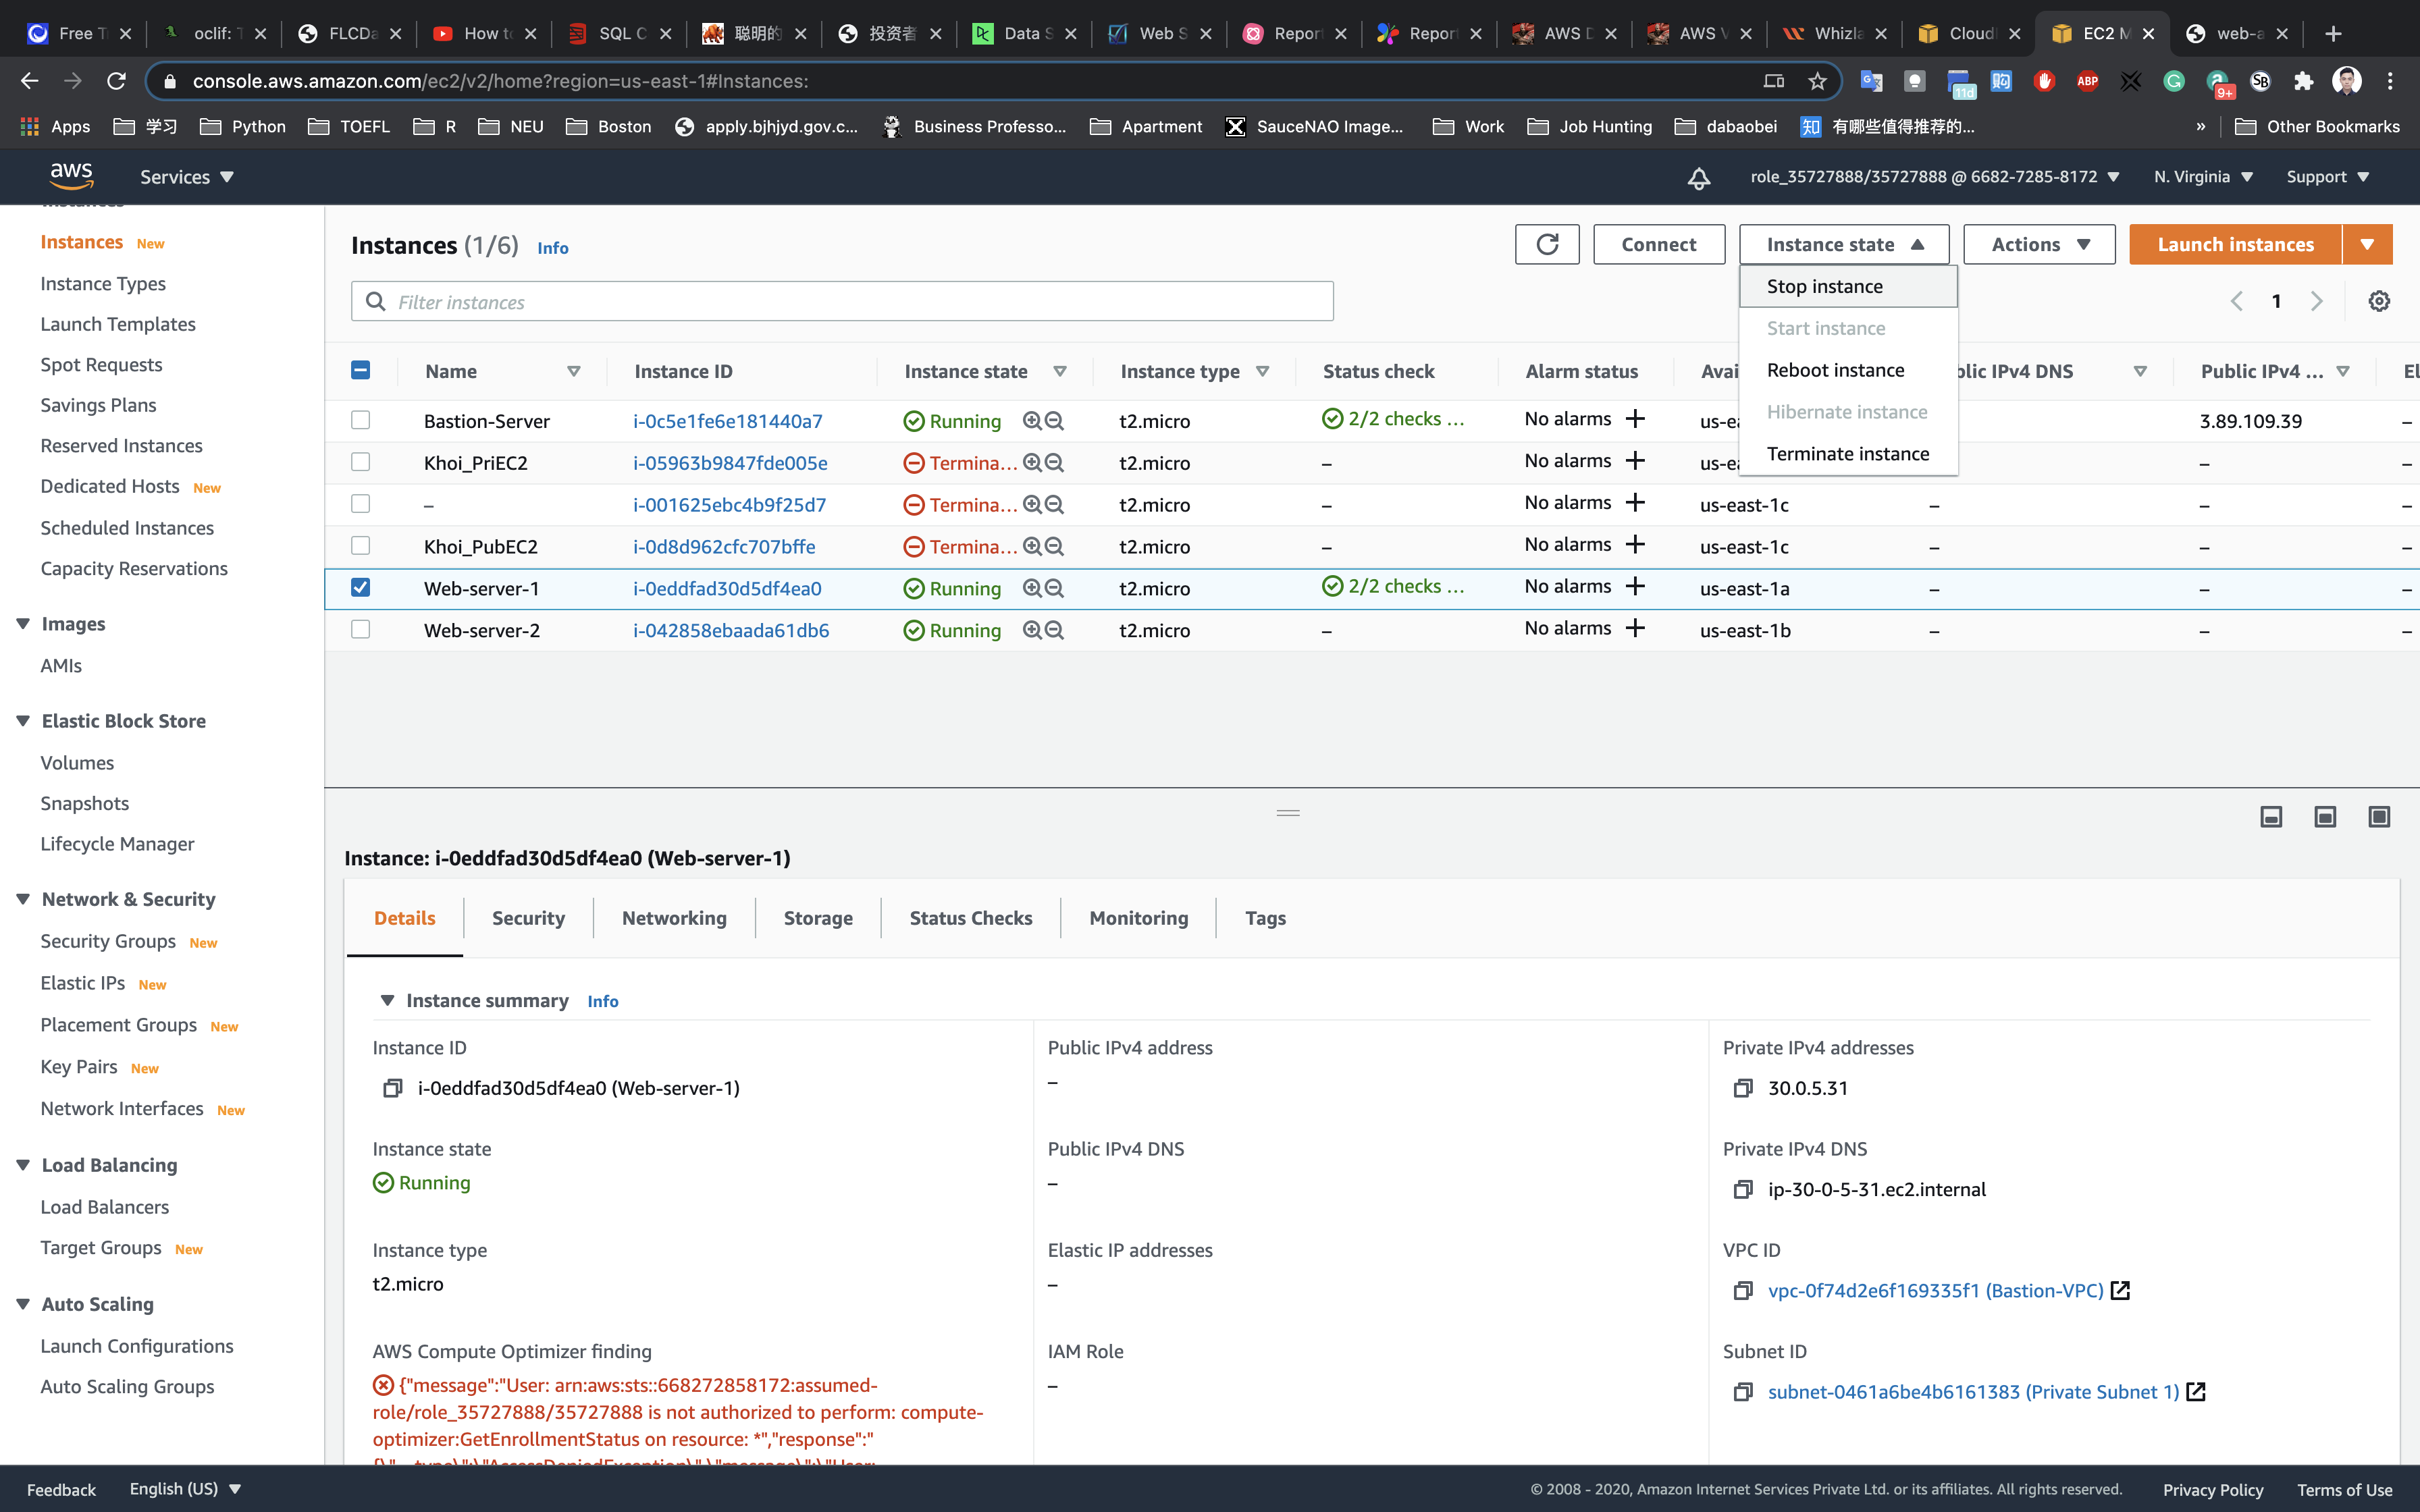 Free T
oclif: T
FLCDa
How to
SQL C
聪明的
投资者
Data S
Web S
Report
Report
AWS D
AWS V
Whizla
Cloud
EC2 M
web-a
console.aws.amazon.com/ec2/v2/home?region=us-east-1#Instances:
11d
ABP
9+
SB
Apps
学习
Python
TOEFL
R
NEU
Boston
apply.bjhjyd.gov.c...
Business Professo...
Apartment
SauceNAO Image...
Work
Job Hunting
dabaobei
知 有哪些值得推荐的...
»
Other Bookmarks
aws
Services
role_35727888/35727888 @ 6682-7285-8172
N. Virginia
Support
Instances New
Instance Types
Launch Templates
Spot Requests
Savings Plans
Reserved Instances
Dedicated Hosts New
Scheduled Instances
Capacity Reservations
Images
AMIs
Elastic Block Store
Volumes
Snapshots
Lifecycle Manager
Network & Security
Security Groups New
Elastic IPs New
Placement Groups New
Key Pairs New
Network Interfaces New
Load Balancing
Load Balancers
Target Groups New
Auto Scaling
Launch Configurations
Auto Scaling Groups
Instances (1/6) Info
Connect
Instance state
Actions
Launch instances
Filter instances
1
Stop instance
Start instance
Reboot instance
Hibernate instance
Terminate instance
Name Instance ID Instance state Instance type Status check Alarm status Avai blic IPv4 DNS Public IPv4 ... El
Bastion-Server i-0c5e1fe6e181440a7 Running t2.micro 2/2 checks ... No alarms + us-ea 3.89.109.39 –
Khoi_PriEC2 i-05963b9847fde005e Termina... t2.micro – No alarms + us-ea – –
– i-001625ebc4b9f25d7 Termina... t2.micro – No alarms + us-east-1c – – –
Khoi_PubEC2 i-0d8d962cfc707bffe Termina... t2.micro – No alarms + us-east-1c – – –
Web-server-1 i-0eddfad30d5df4ea0 Running t2.micro 2/2 checks ... No alarms + us-east-1a – – –
Web-server-2 i-042858ebaada61db6 Running t2.micro – No alarms + us-east-1b – – –
Instance: i-0eddfad30d5df4ea0 (Web-server-1)
Details
Security
Networking
Storage
Status Checks
Monitoring
Tags
Instance summary Info
Instance ID
i-0eddfad30d5df4ea0 (Web-server-1)
Public IPv4 address
–
Private IPv4 addresses
30.0.5.31
Instance state
Running
Public IPv4 DNS
–
Private IPv4 DNS
ip-30-0-5-31.ec2.internal
Instance type
t2.micro
Elastic IP addresses
–
VPC ID
vpc-0f74d2e6f169335f1 (Bastion-VPC)
AWS Compute Optimizer finding
{"message":"User: arn:aws:sts::668272858172:assumed-
role/role_35727888/35727888 is not authorized to perform: compute-
optimizer:GetEnrollmentStatus on resource: *","response":"
IAM Role
–
Subnet ID
subnet-0461a6be4b6161383 (Private Subnet 1)
Feedback
English (US)
© 2008 - 2020, Amazon Internet Services Private Ltd. or its affiliates. All rights reserved.
Privacy Policy
Terms of Use